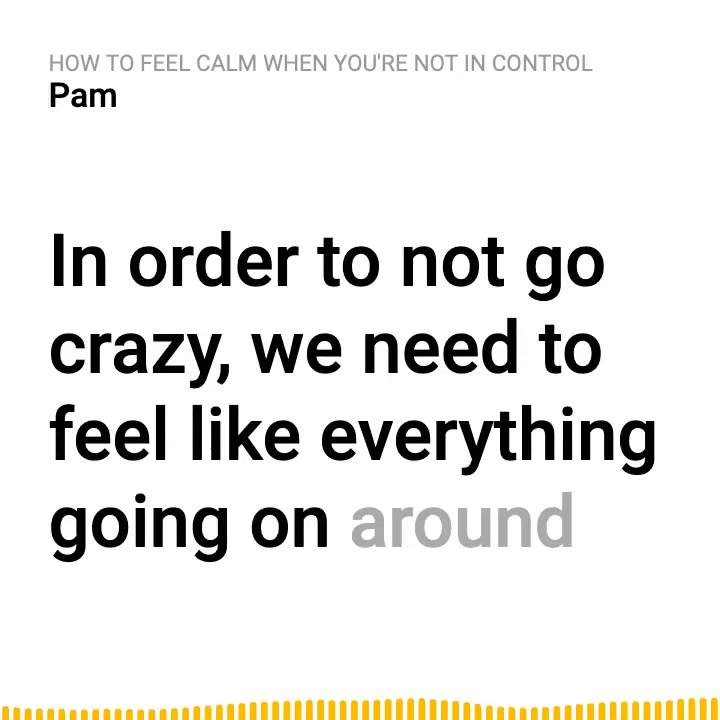 HOW TO FEEL CALM WHEN YOU'RE NOT IN CONTROL
Pam
In order to not go
crazy, we need to
feel like everything
going on around